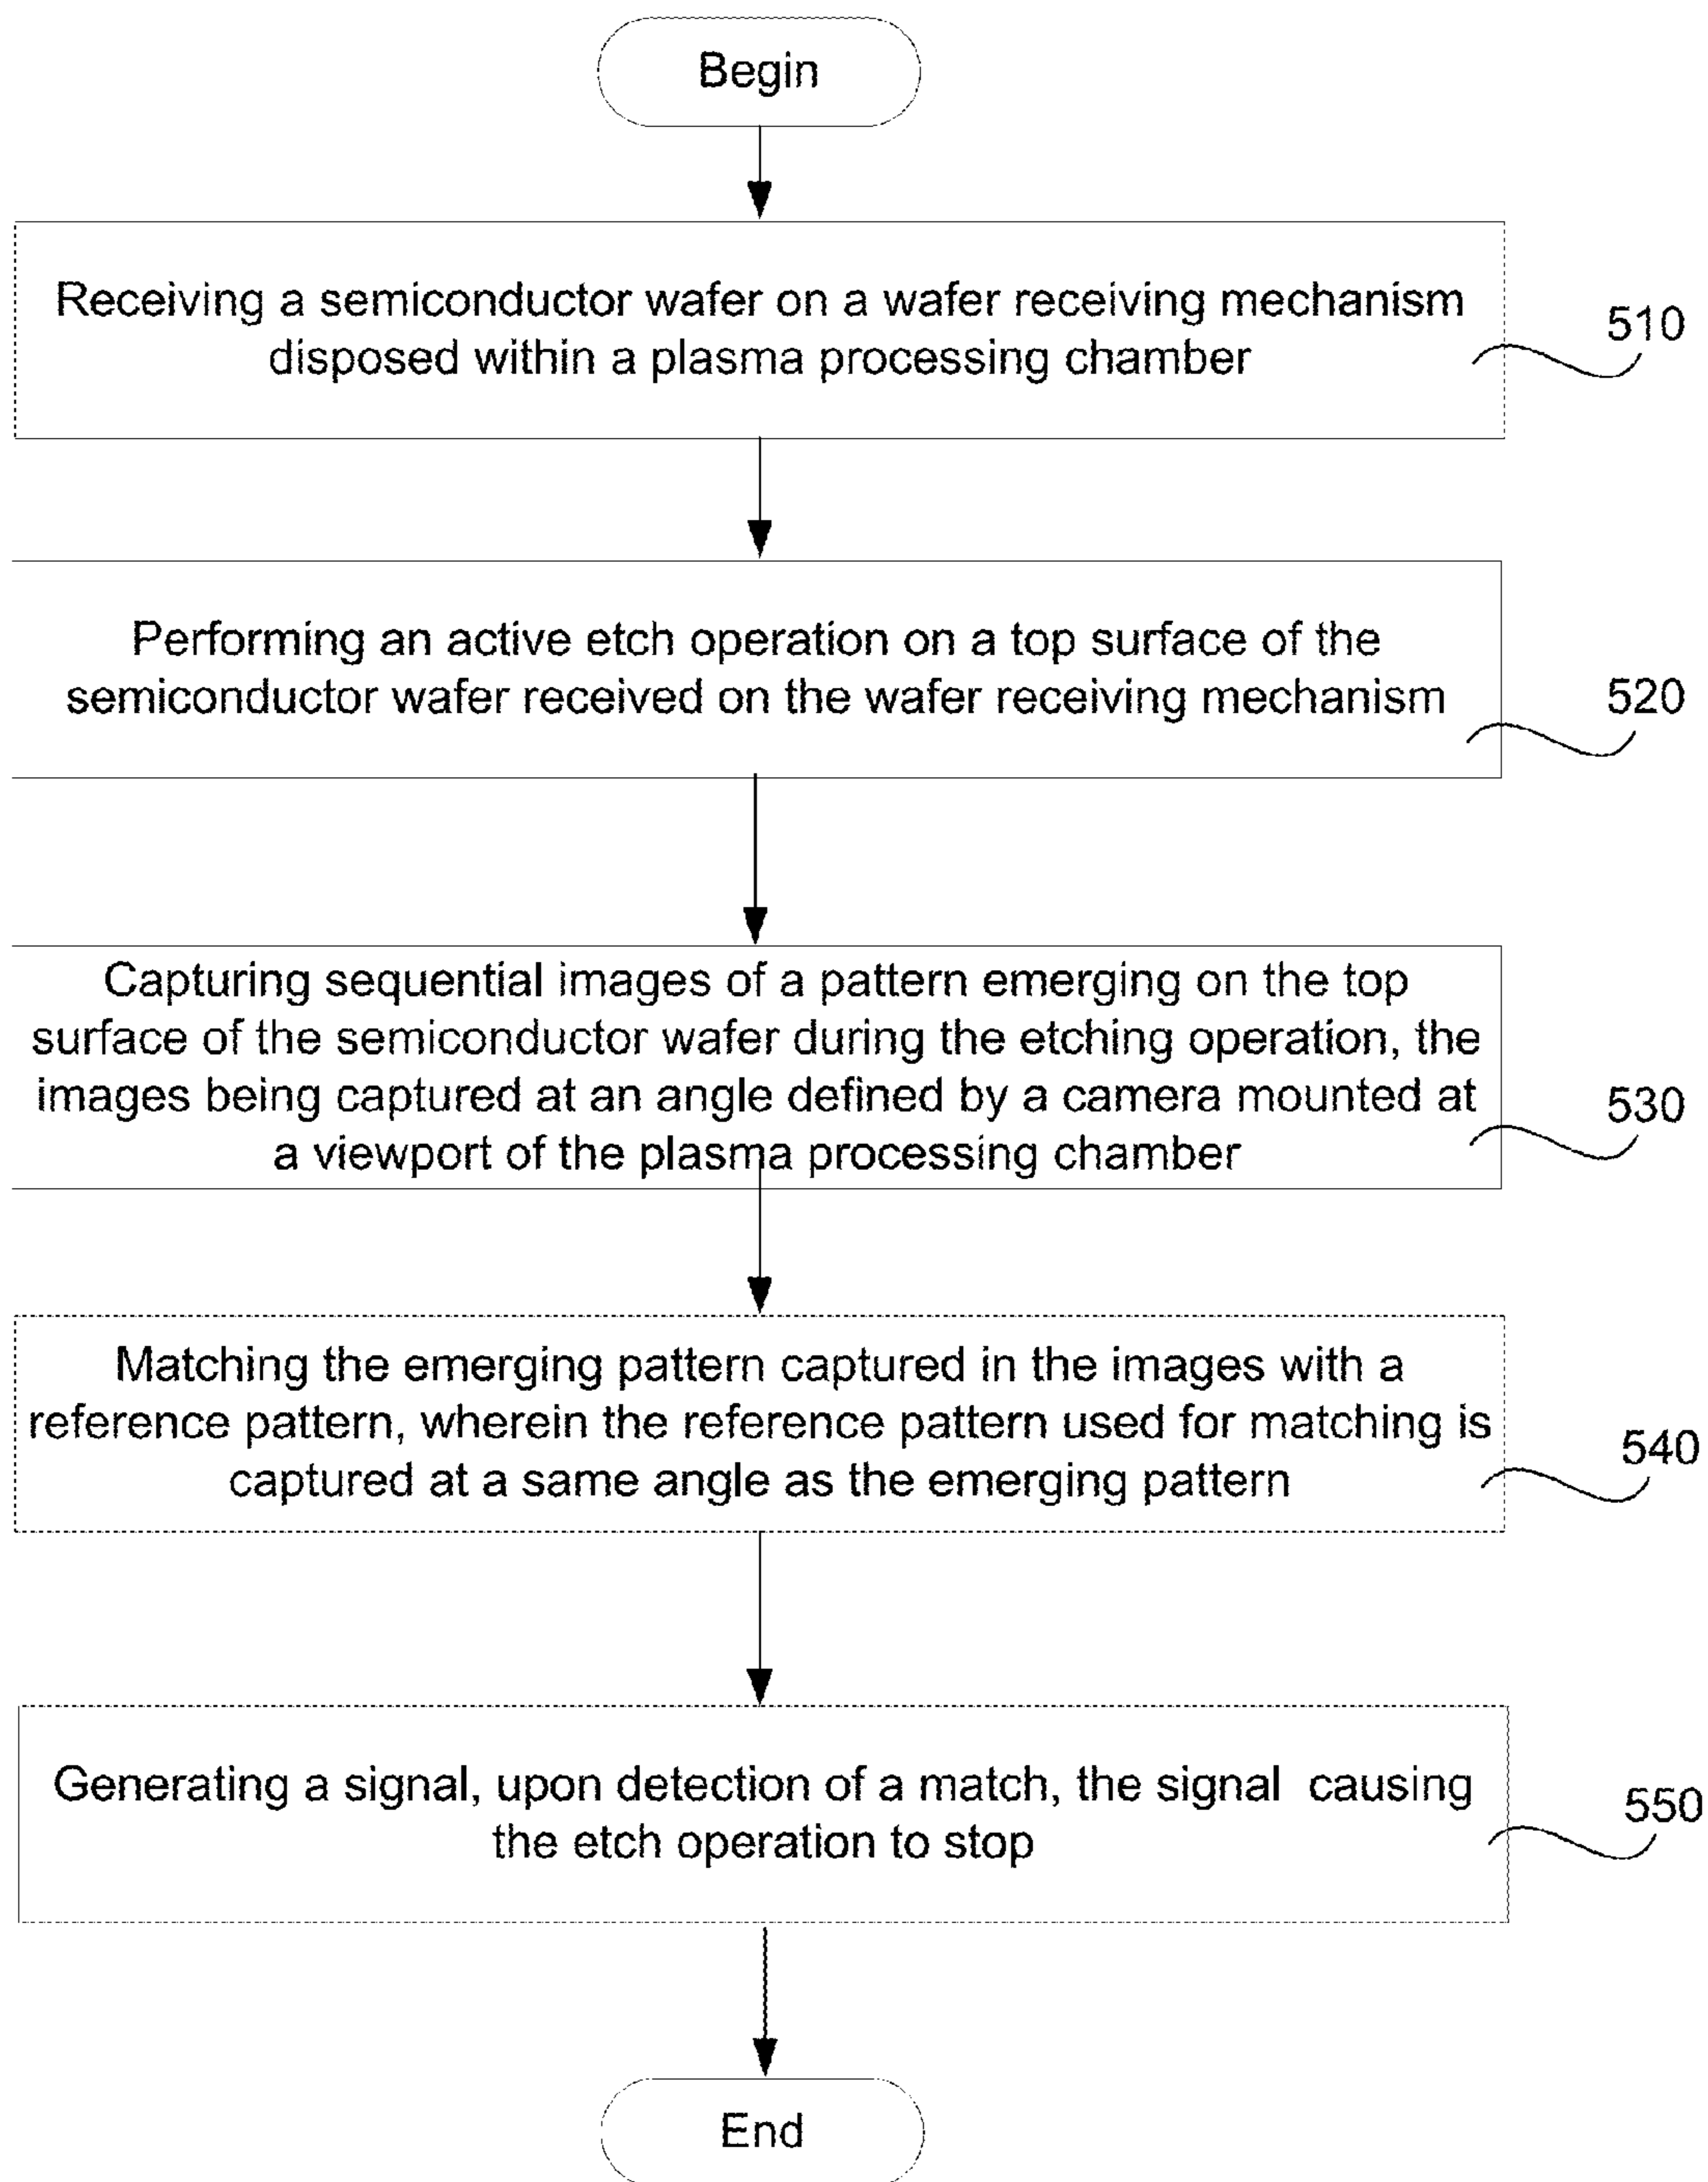 Begin
Receiving a semiconductor wafer on a wafer receiving mechanism
disposed within a plasma processing chamber
510
Performing an active etch operation on a top surface of the
semiconductor wafer received on the wafer receiving mechanism
520
Capturing sequential images of a pattern emerging on the top
surface of the semiconductor wafer during the etching operation, the
images being captured at an angle defined by a camera mounted at
a viewport of the plasma processing chamber
530
Matching the emerging pattern captured in the images with a
reference pattern, wherein the reference pattern used for matching is
captured at a same angle as the emerging pattern
540
Generating a signal, upon detection of a match, the signal causing
the etch operation to stop
550
End